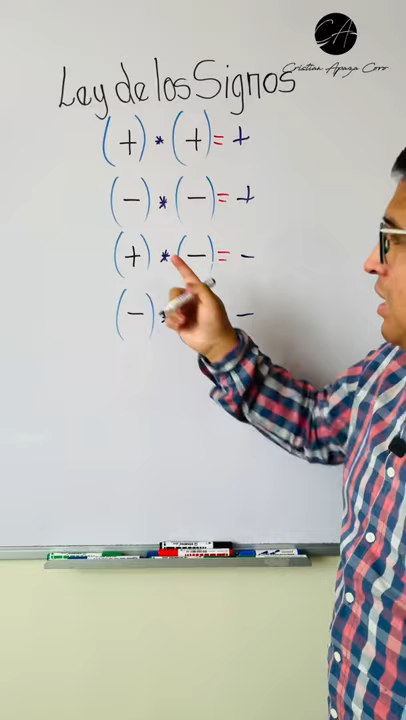 CA
Cristian Apaza Coro
Ley de los Signos
(+) * (+) = +
(-) * (-) = +
(+) * (-) = -
(-) * -